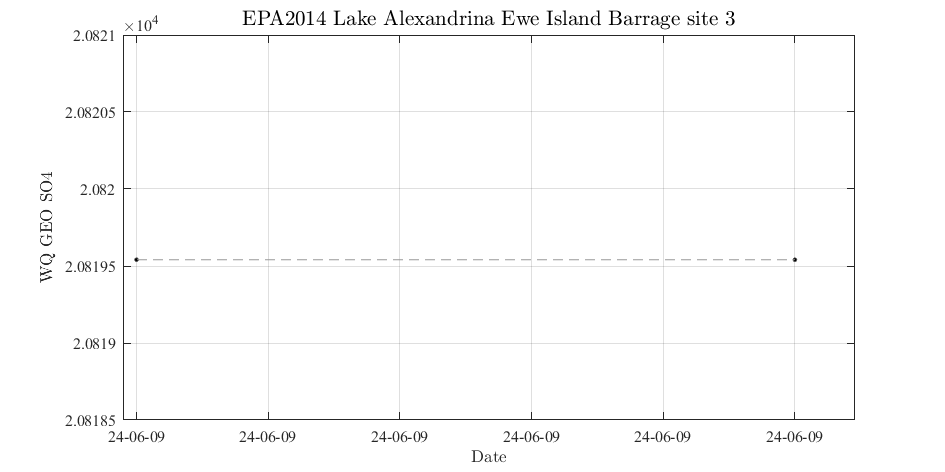 EPA2014 Lake Alexandrina Ewe Island Barrage site 3
×10⁴
2.0821
2.08205
2.082
2.08195
2.0819
2.08185
WQ GEO SO4
24-06-09 24-06-09 24-06-09 24-06-09 24-06-09 24-06-09
Date